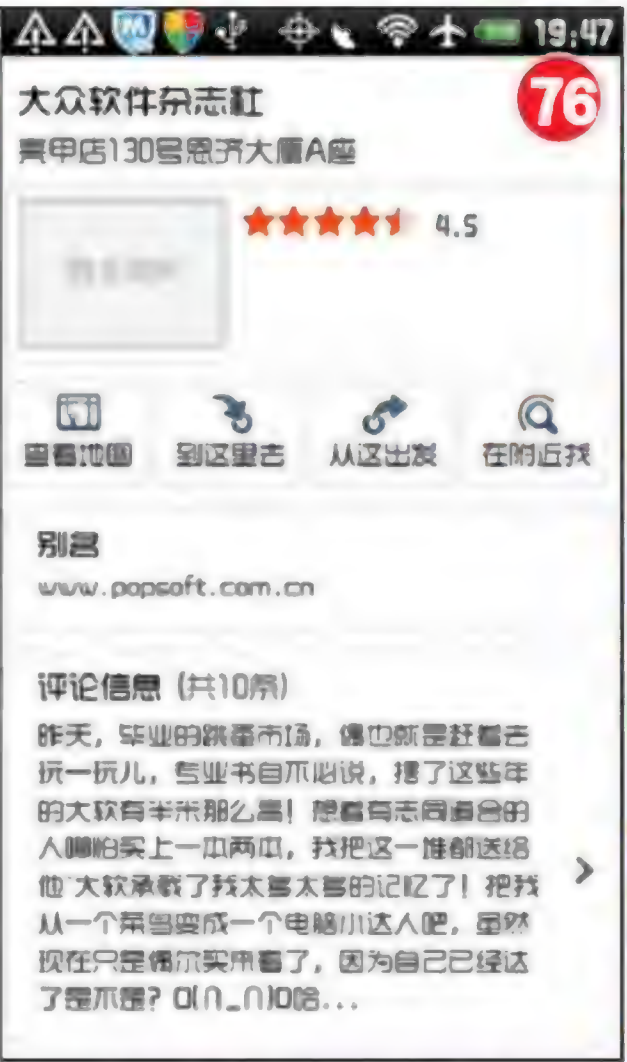 19:47
大众软件杂志社
76
亮甲店130号恩济大厦A座
4.5
查看地图 到这里去 从这出发 在附近找
别名
www.popsoft.com.cn
评论信息 (共10条)
昨天，毕业的跳蚤市场，偶也就是赶着去
玩一玩儿，专业书自不必说，攒了这些年
的大软有半米那么高！想着有志同道合的
人哪怕买上一本两本，我把这一堆都送给
他 大软承载了我太多太多的记忆了！把我
从一个菜鸟变成一个电脑小达人吧，虽然
现在只是偶尔买来看了，因为自己已经达
了是不是？O(∩_∩)O哈...